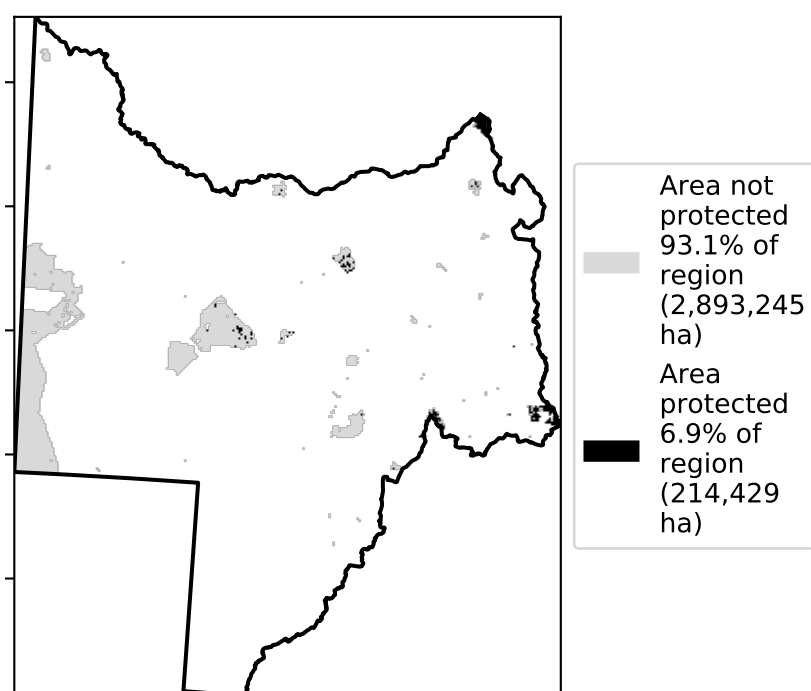 Area not
protected
93.1% of
region
(2,893,245
ha)
Area
protected
6.9% of
region
(214,429
ha)